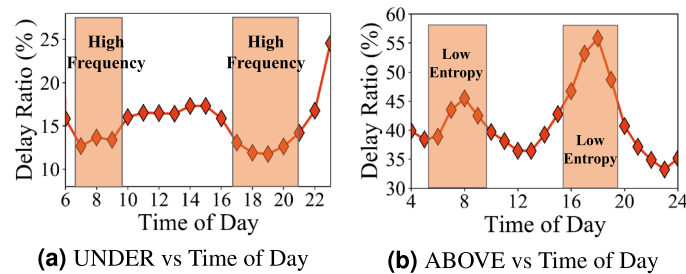 Delay Ratio (%)
30
25
20
15
10
High
Frequency
High
Frequency
6 8 10 12 14 16 18 20 22
Time of Day
(a) UNDER vs Time of Day
Delay Ratio (%)
60
55
50
45
40
35
30
Low
Entropy
Low
Entropy
4 8 12 16 20 24
Time of Day
(b) ABOVE vs Time of Day